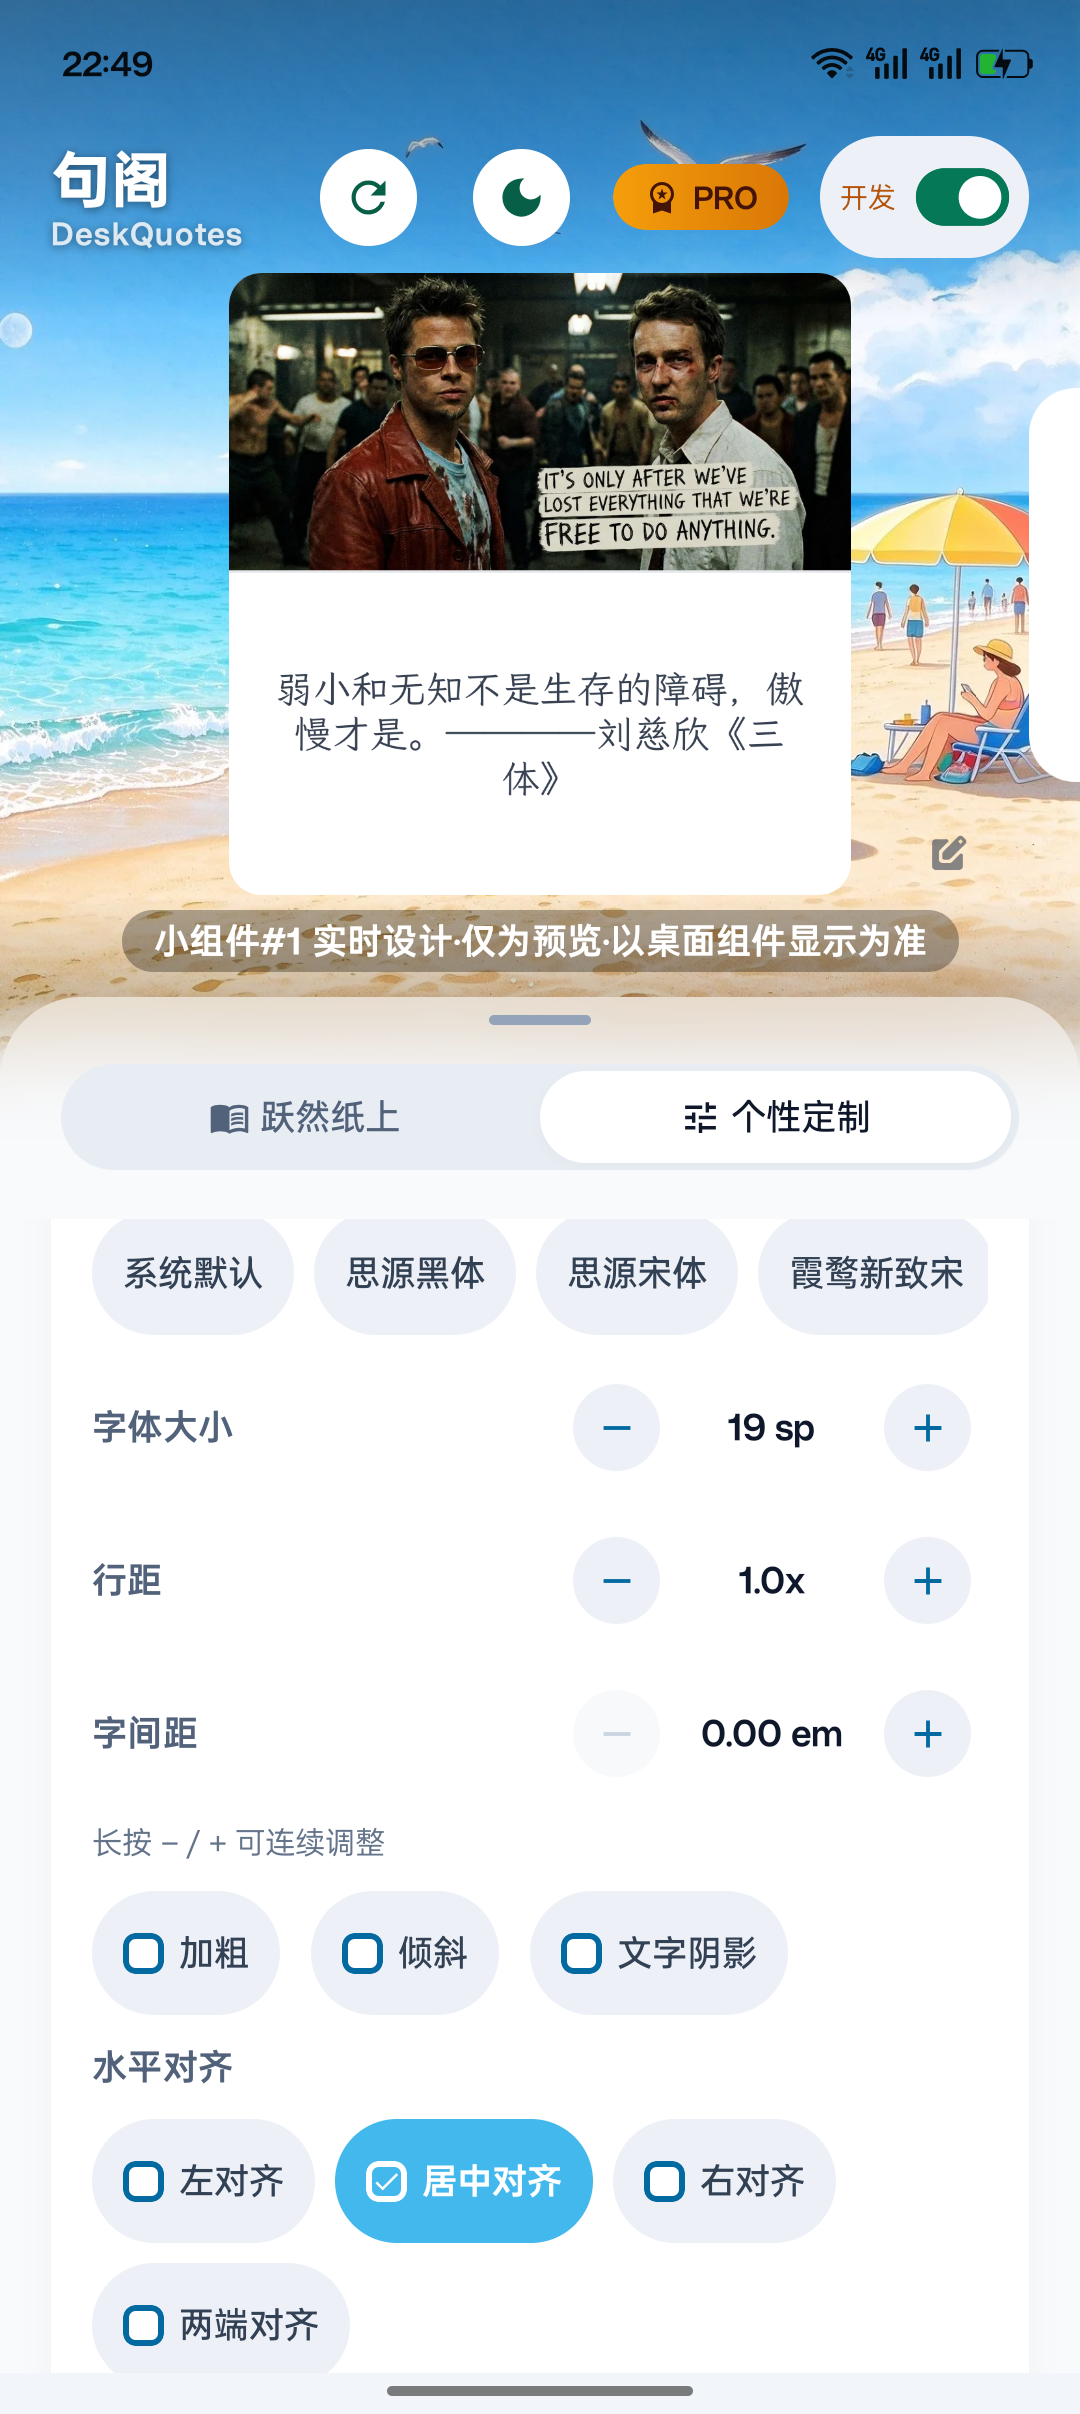 22:49
4G
4G
句阁
DeskQuotes
PRO
开发
IT'S ONLY AFTER WE'VE
LOST EVERYTHING THAT WE'RE
FREE TO DO ANYTHING.
弱小和无知不是生存的障碍，傲
慢才是。————刘慈欣《三
体》
小组件#1 实时设计·仅为预览·以桌面组件显示为准
跃然纸上
个性定制
系统默认
思源黑体
思源宋体
霞鹜新致宋
字体大小
− 19 sp +
行距
− 1.0x +
字间距
− 0.00 em +
长按 − / + 可连续调整
加粗
倾斜
文字阴影
水平对齐
左对齐
居中对齐
右对齐
两端对齐